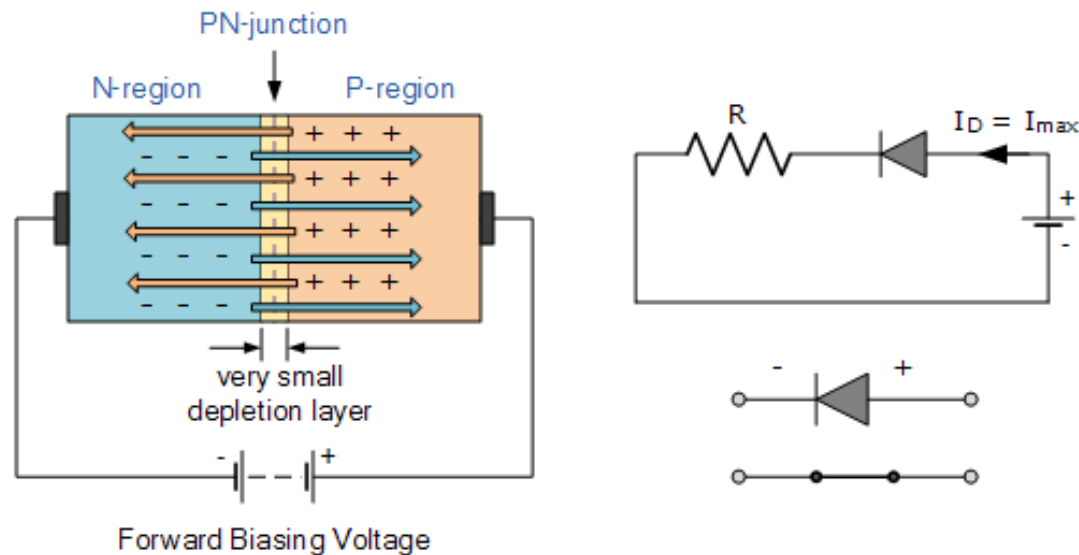 PN-junction
N-region
P-region
+ + +
- - -
+ + +
- - -
+ + +
- - -
+ + +
- - -
very small
depletion layer
- +
Forward Biasing Voltage
R
I_D = I_max
+
-
- +